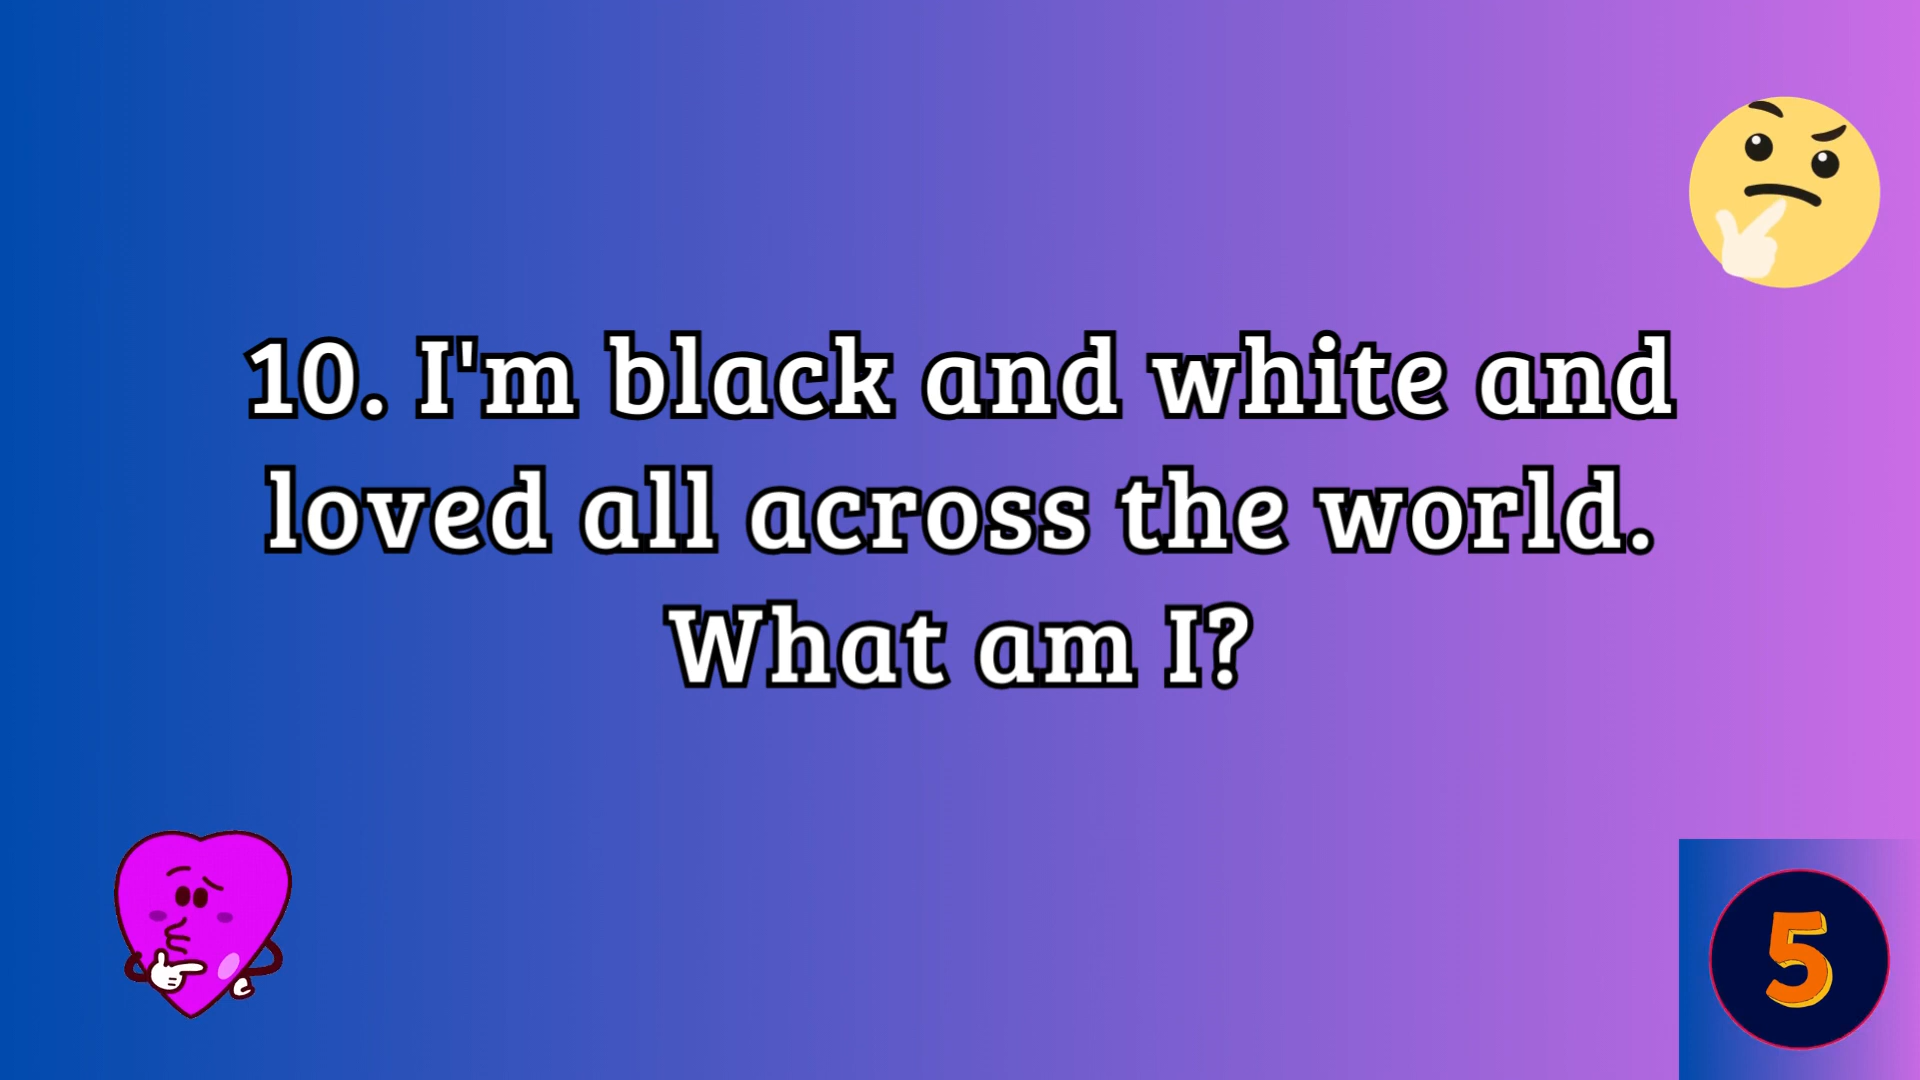 10. I'm black and white and
loved all across the world.
What am I?
5